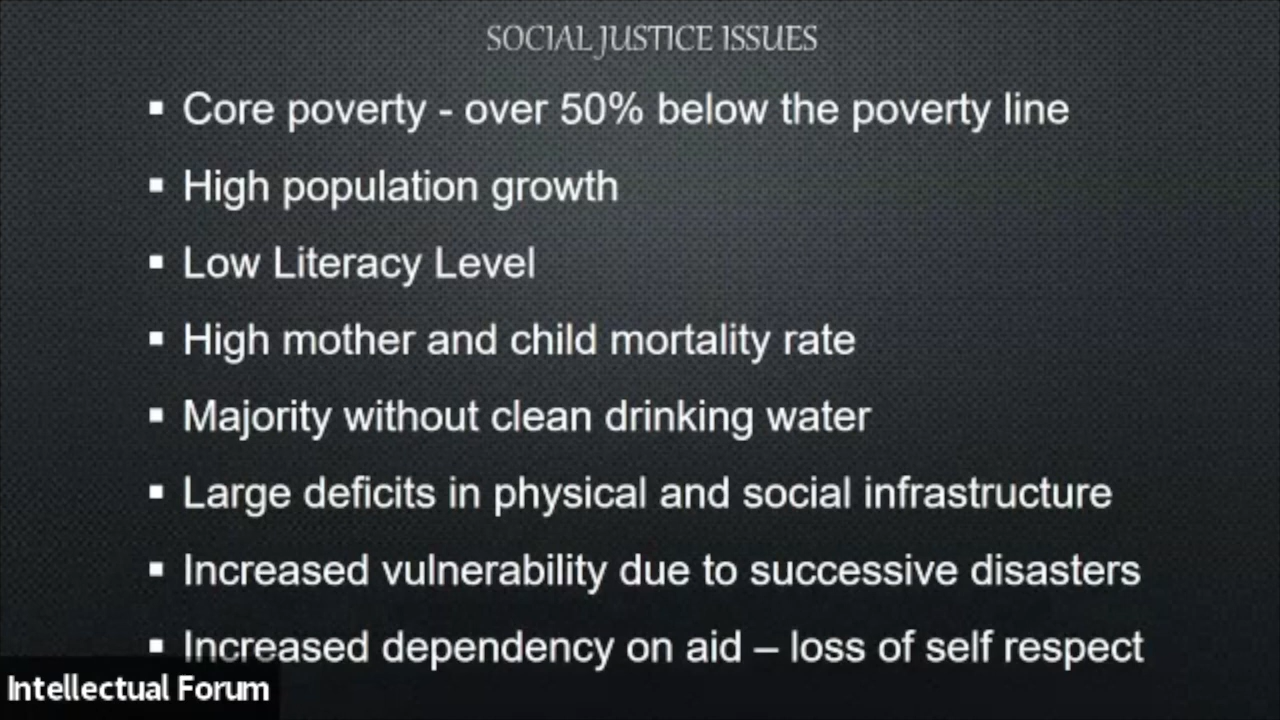 SOCIAL JUSTICE ISSUES
▪ Core poverty - over 50% below the poverty line
▪ High population growth
▪ Low Literacy Level
▪ High mother and child mortality rate
▪ Majority without clean drinking water
▪ Large deficits in physical and social infrastructure
▪ Increased vulnerability due to successive disasters
▪ Increased dependency on aid – loss of self respect
Intellectual Forum